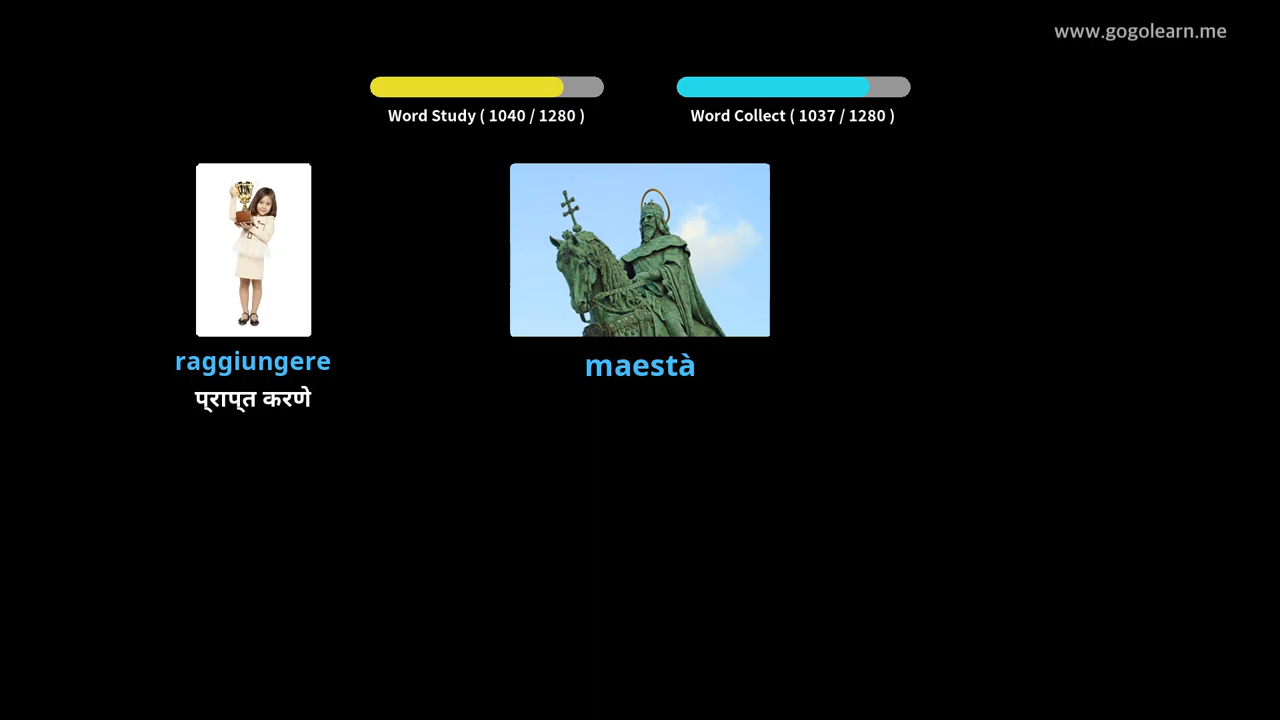 www.gogolearn.me
Word Study ( 1040 / 1280 )
Word Collect ( 1037 / 1280 )
raggiungere
प्राप्त करणे
maestà